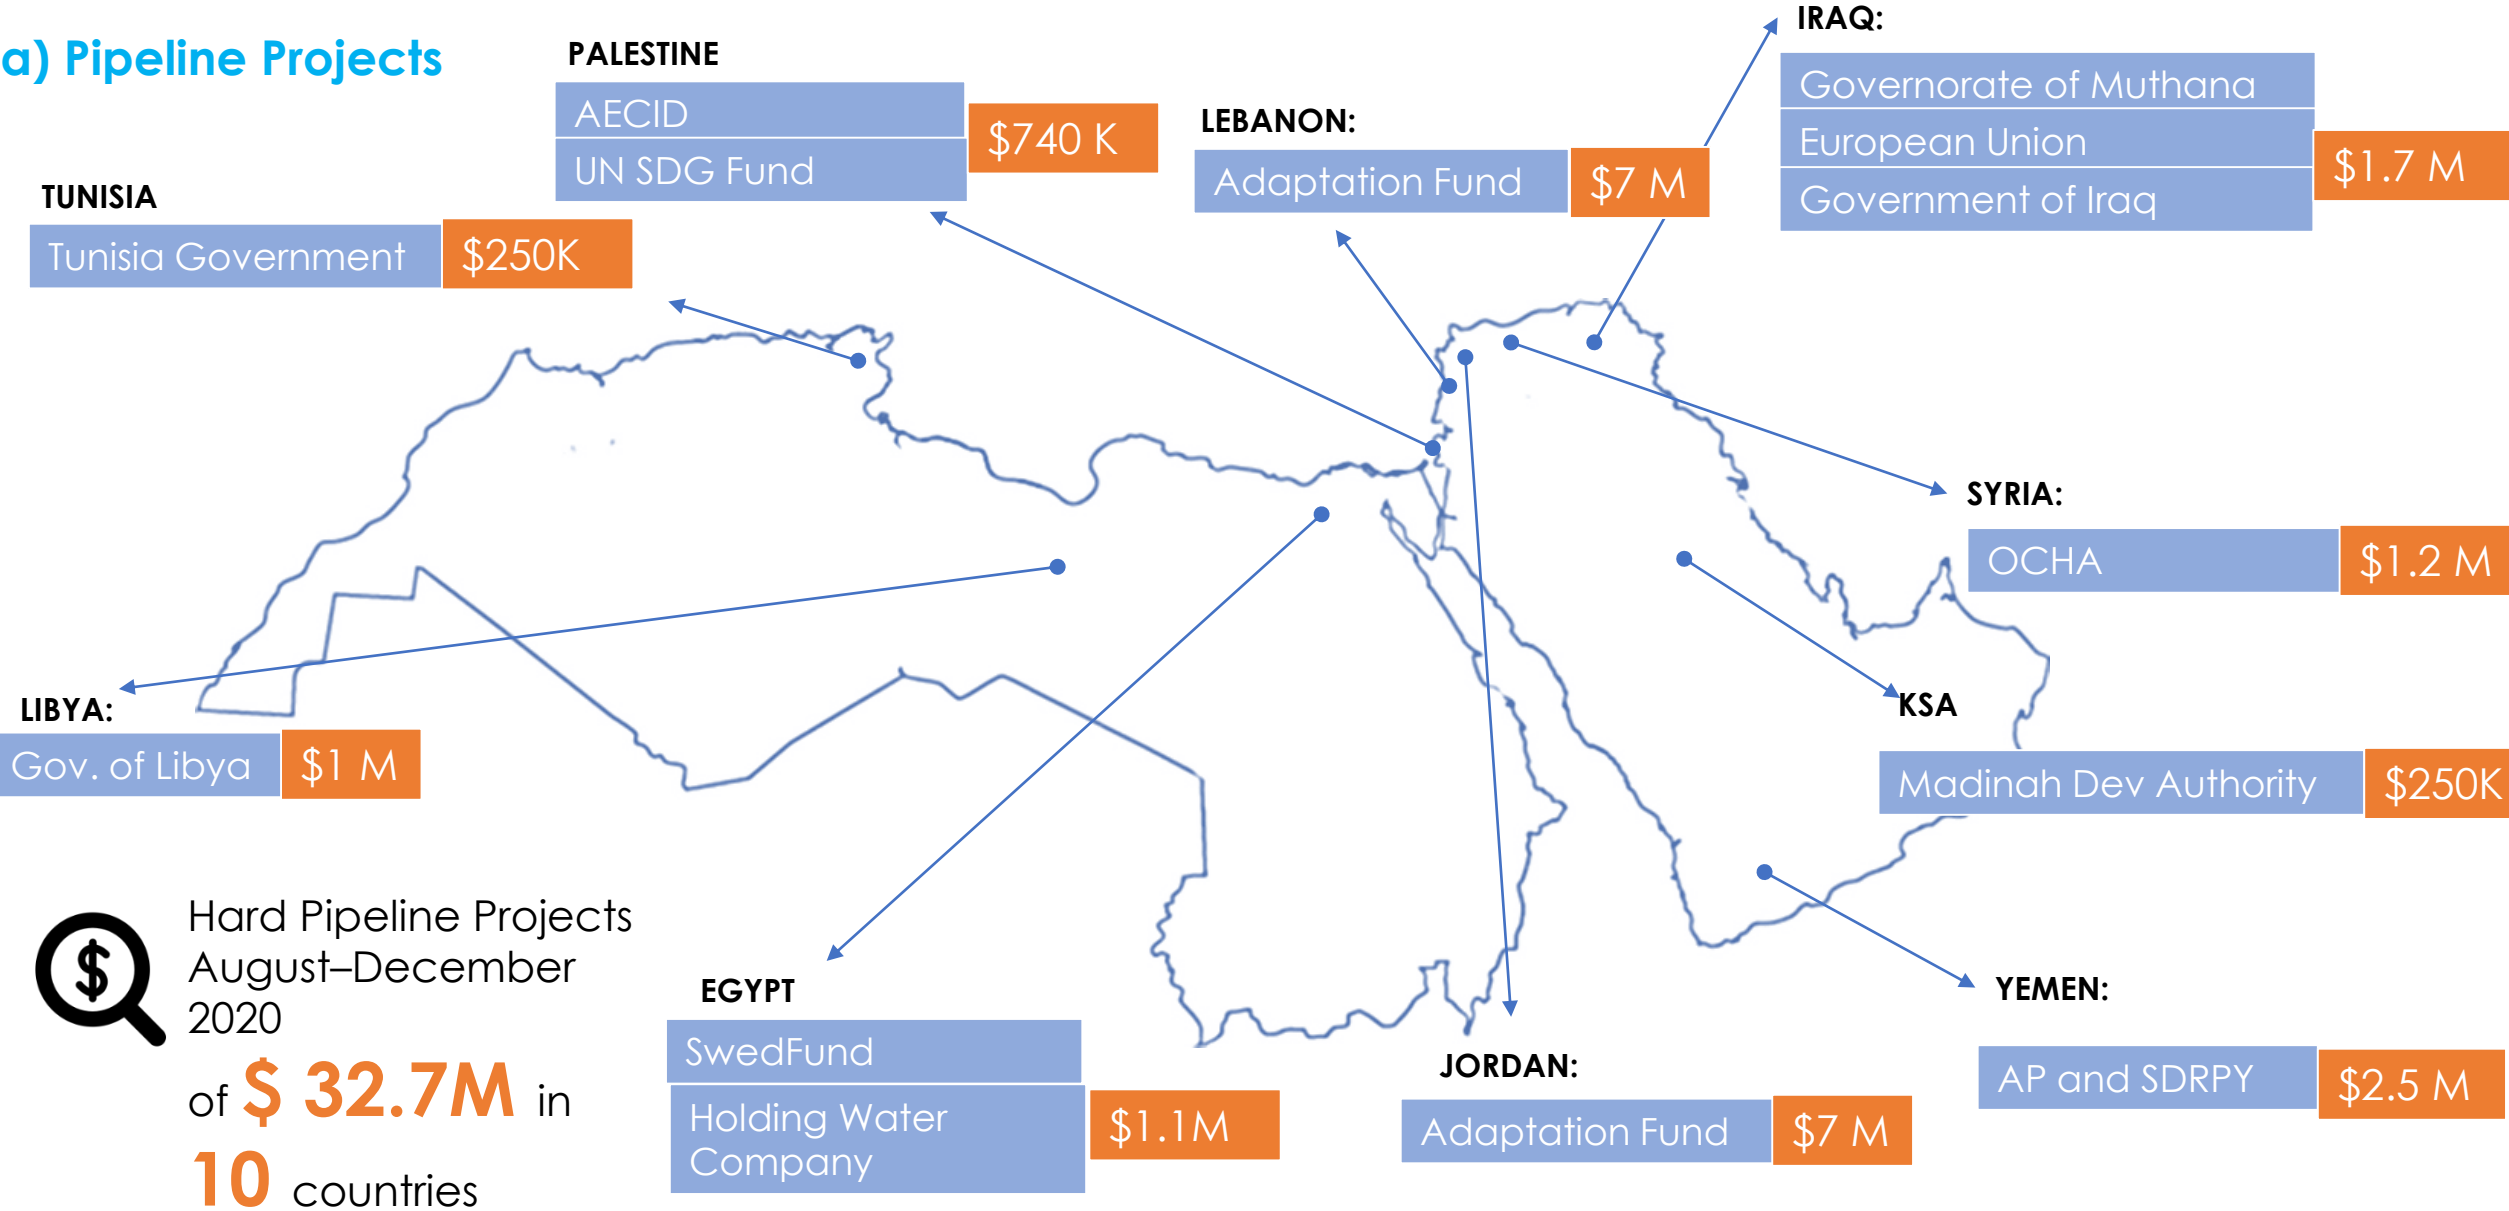 a) Pipeline Projects
PALESTINE
AECID
UN SDG Fund
$740 K
LEBANON:
Adaptation Fund
$7 M
IRAQ:
Governorate of Muthana
European Union
Government of Iraq
$1.7 M
TUNISIA
Tunisia Government
$250K
SYRIA:
OCHA
$1.2 M
LIBYA:
Gov. of Libya
$1 M
KSA
Madinah Dev Authority
$250K
Hard Pipeline Projects
August–December
2020
of $ 32.7M in
10 countries
EGYPT
SwedFund
Holding Water
Company
$1.1M
JORDAN:
Adaptation Fund
$7 M
YEMEN:
AP and SDRPY
$2.5 M